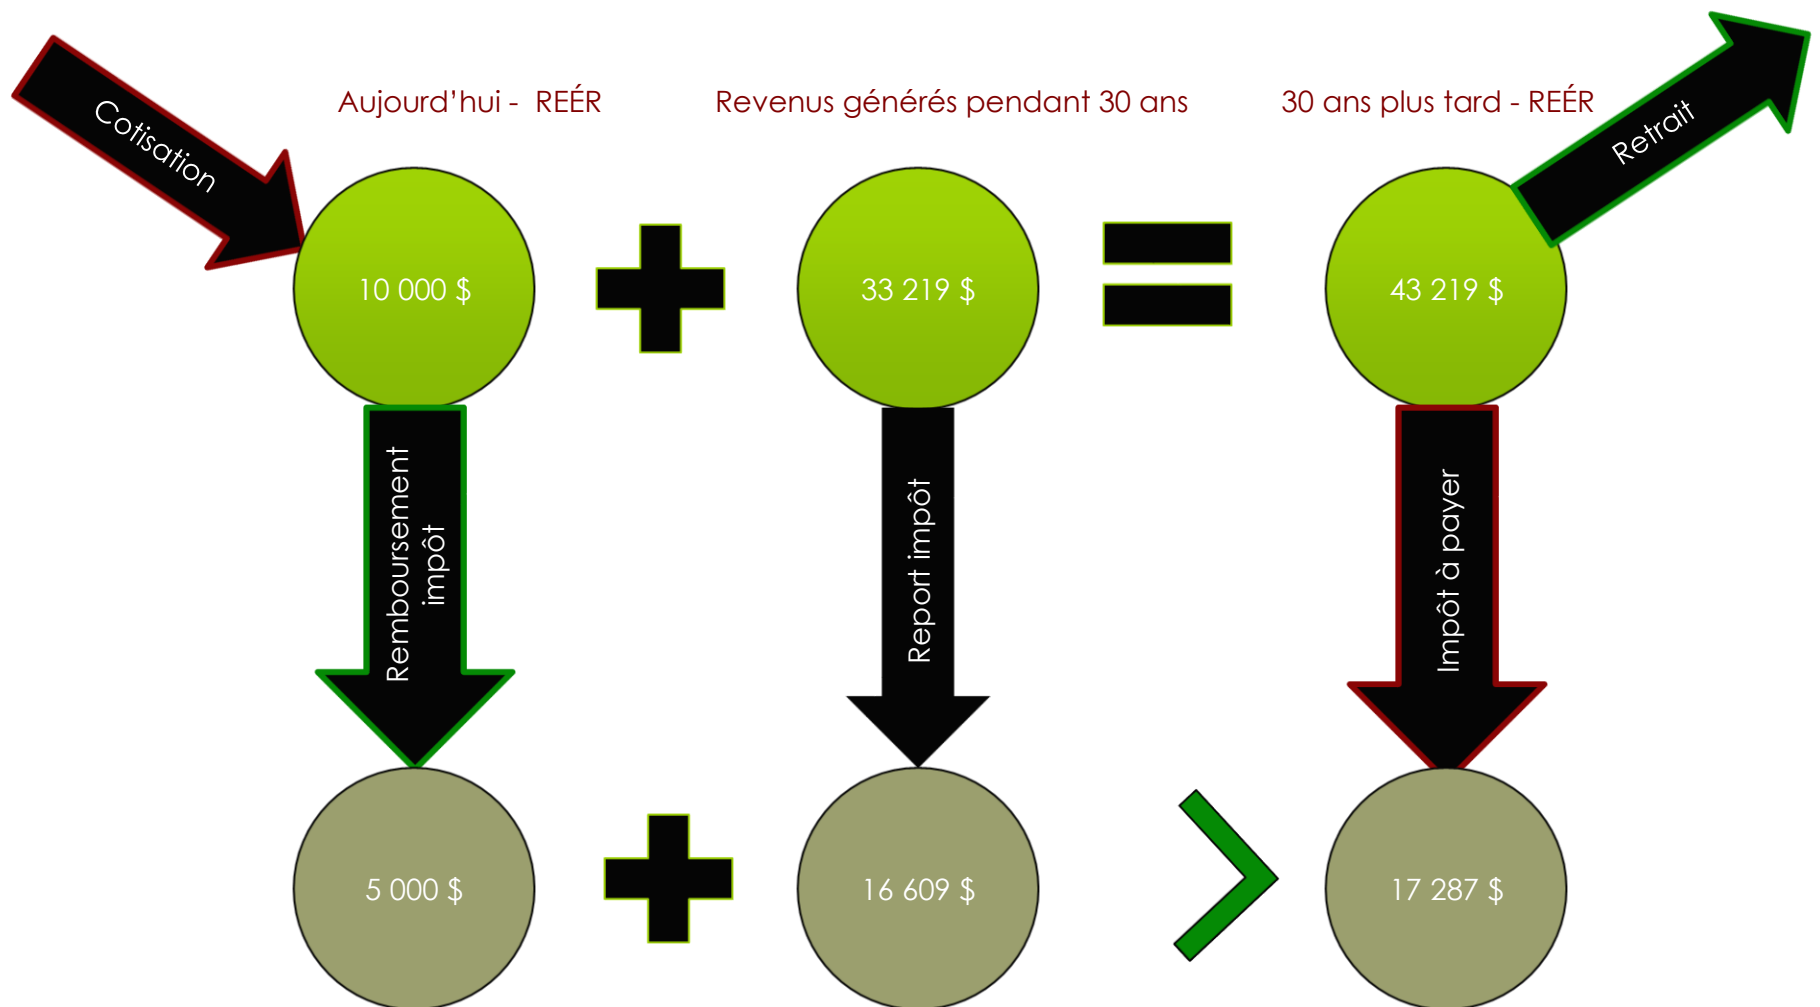 Cotisation
Aujourd'hui -  REÉR
Revenus générés pendant 30 ans
30 ans plus tard - REÉR
Retrait
10 000 $
33 219 $
43 219 $
Remboursement
impôt
Report impôt
Impôt à payer
5 000 $
16 609 $
17 287 $